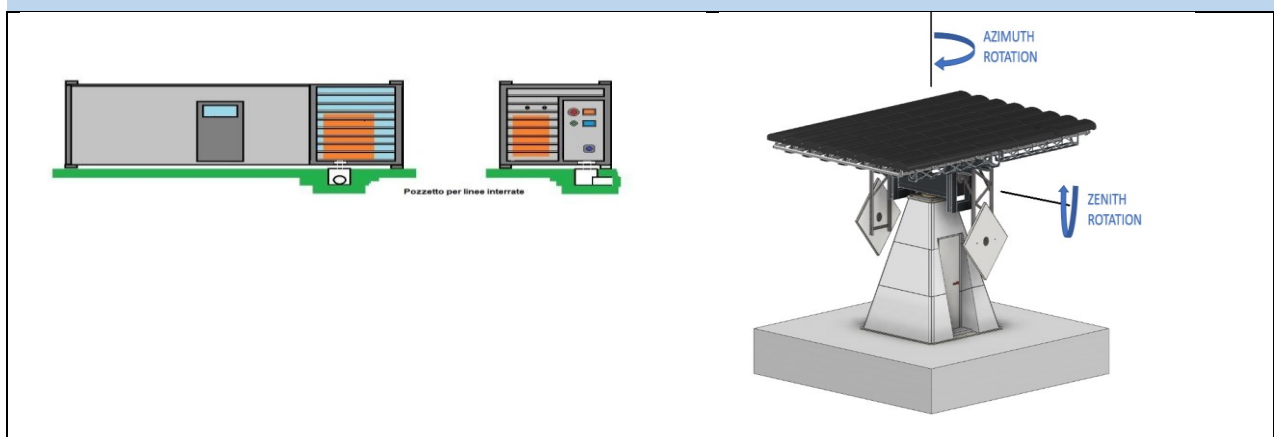 Pozzetto per linee interrate
AZIMUTH
ROTATION
ZENITH
ROTATION